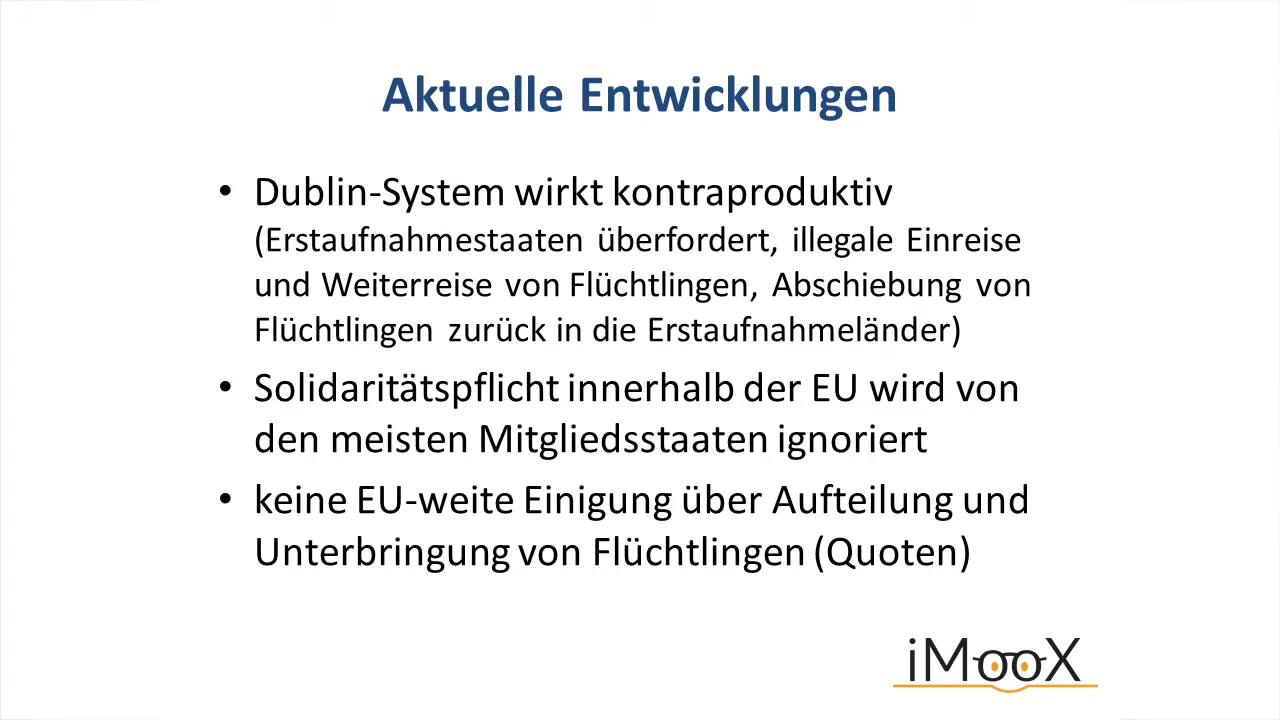 Aktuelle Entwicklungen
• Dublin-System wirkt kontraproduktiv
(Erstaufnahmestaaten überfordert, illegale Einreise
und Weiterreise von Flüchtlingen, Abschiebung von
Flüchtlingen zurück in die Erstaufnahmeländer)
• Solidaritätspflicht innerhalb der EU wird von
den meisten Mitgliedsstaaten ignoriert
• keine EU-weite Einigung über Aufteilung und
Unterbringung von Flüchtlingen (Quoten)
iMooX